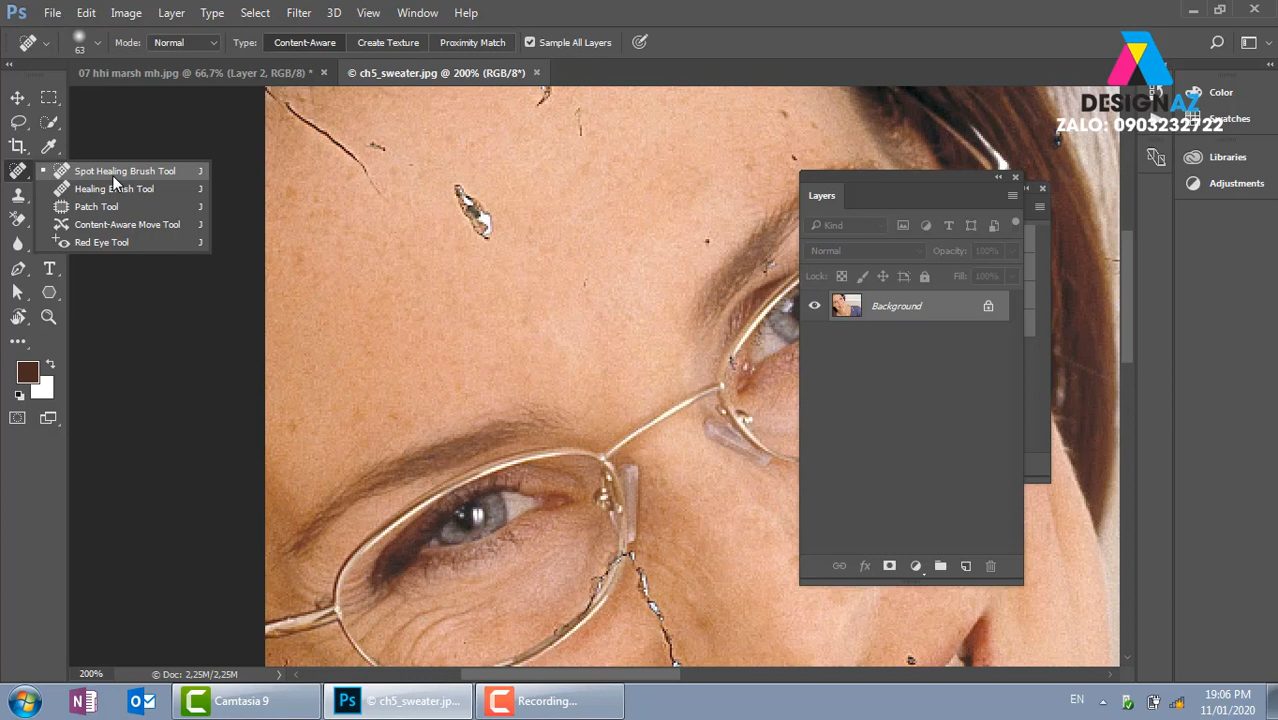 Ps File Edit Image Layer Type Select Filter 3D View Window Help
63 Mode: Normal Type: Content-Aware Create Texture Proximity Match Sample All Layers
07 hhi marsh mh.jpg @ 66,7% (Layer 2, RGB/8) * ×
© ch5_sweater.jpg @ 200% (RGB/8*) ×
DESIGNAZ
ZALO: 0903232722
Color
Swatches
Libraries
Adjustments
Spot Healing Brush Tool J
Healing Brush Tool J
Patch Tool J
Content-Aware Move Tool J
Red Eye Tool J
Layers
Kind
Normal Opacity: 100%
Lock: Fill: 100%
Background
200% Doc: 2,25M/2,25M
Camtasia 9
Ps © ch5_sweater.jp...
Recording...
EN
19:06 PM
11/01/2020